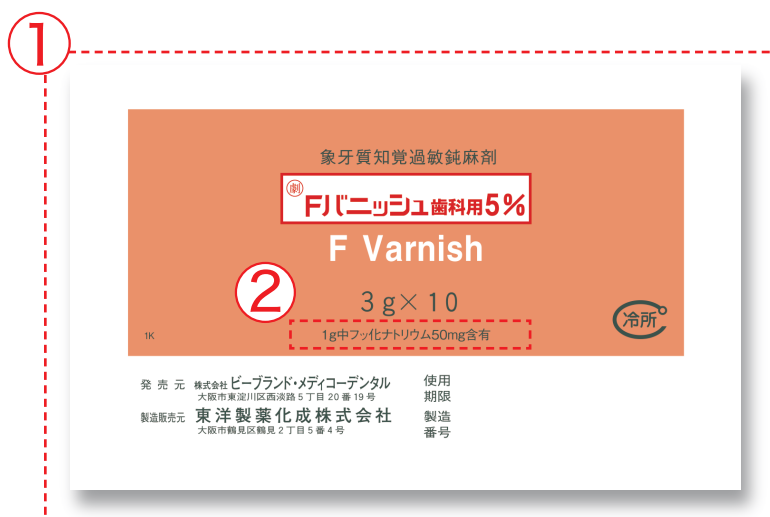 ①
象牙質知覚過敏鈍麻剤
劇 Fバニッシュ歯科用5%
F Varnish
②
3g×10
1g中フッ化ナトリウム50mg含有
冷所
1K
発売元 株式会社 ビーブランド・メディコーデンタル
大阪市東淀川区西淡路5丁目20番19号
製造販売元 東洋製薬化成株式会社
大阪市鶴見区鶴見2丁目5番4号
使用
期限
製造
番号